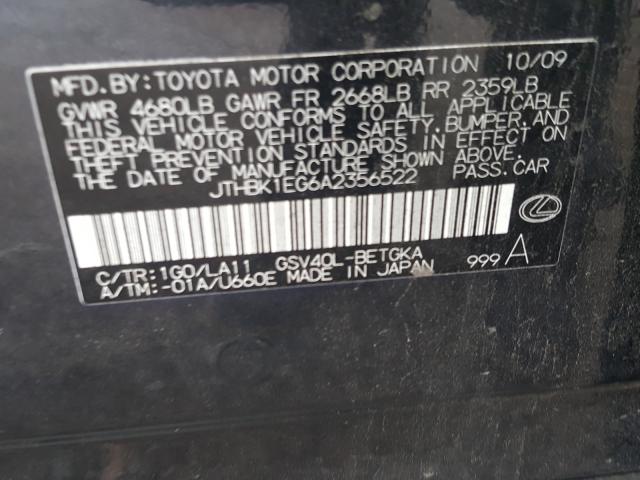 MFD.BY:TOYOTA MOTOR CORPORATION 10/09
GVWR 4680LB GAWR FR 2668LB RR 2359LB
THIS VEHICLE CONFORMS TO ALL APPLICABLE
FEDERAL MOTOR VEHICLE SAFETY,BUMPER,AND
THEFT PREVENTION STANDARDS IN EFFECT ON
THE DATE OF MANUFACTURE SHOWN ABOVE.
JTHBK1EG6A2356522 PASS.CAR
C/TR:1G0/LA11 GSV40L-BETGKA
A/TM:-01A/U660E MADE IN JAPAN 999 A